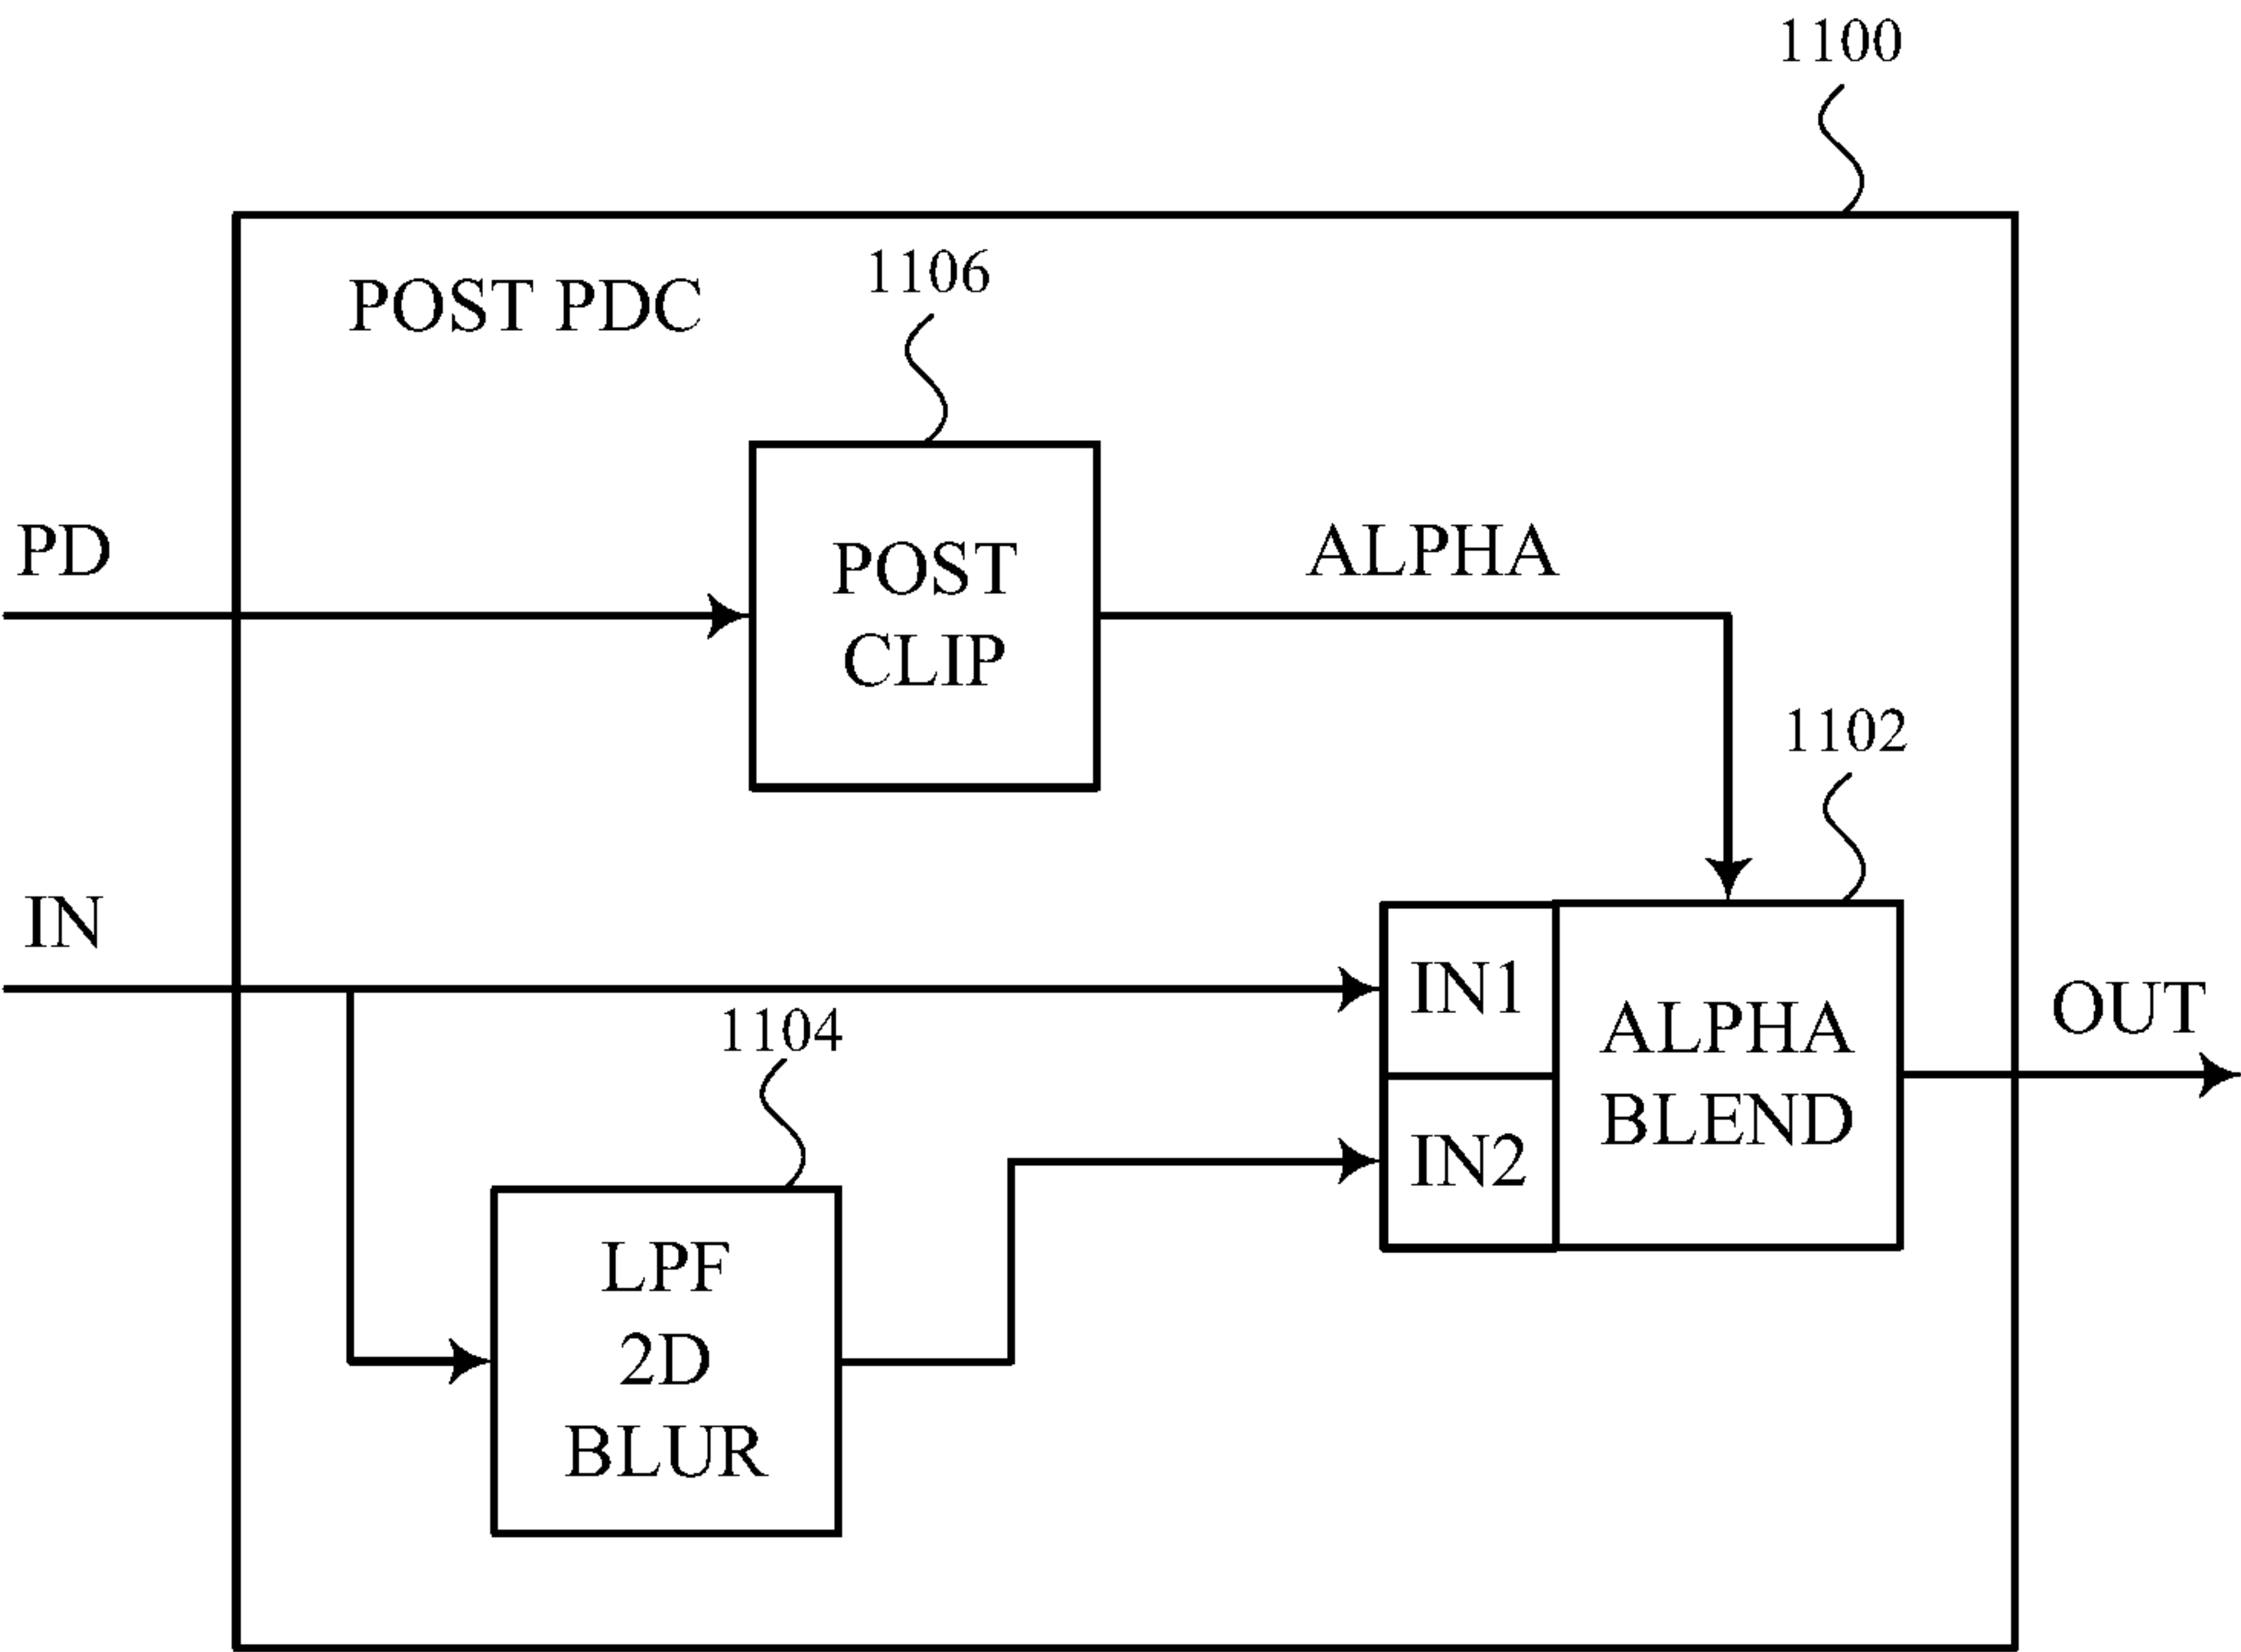 1100
POST PDC
1106
PD
POST
CLIP
ALPHA
1102
IN
IN1
1104
ALPHA
BLEND
OUT
IN2
LPF
2D
BLUR